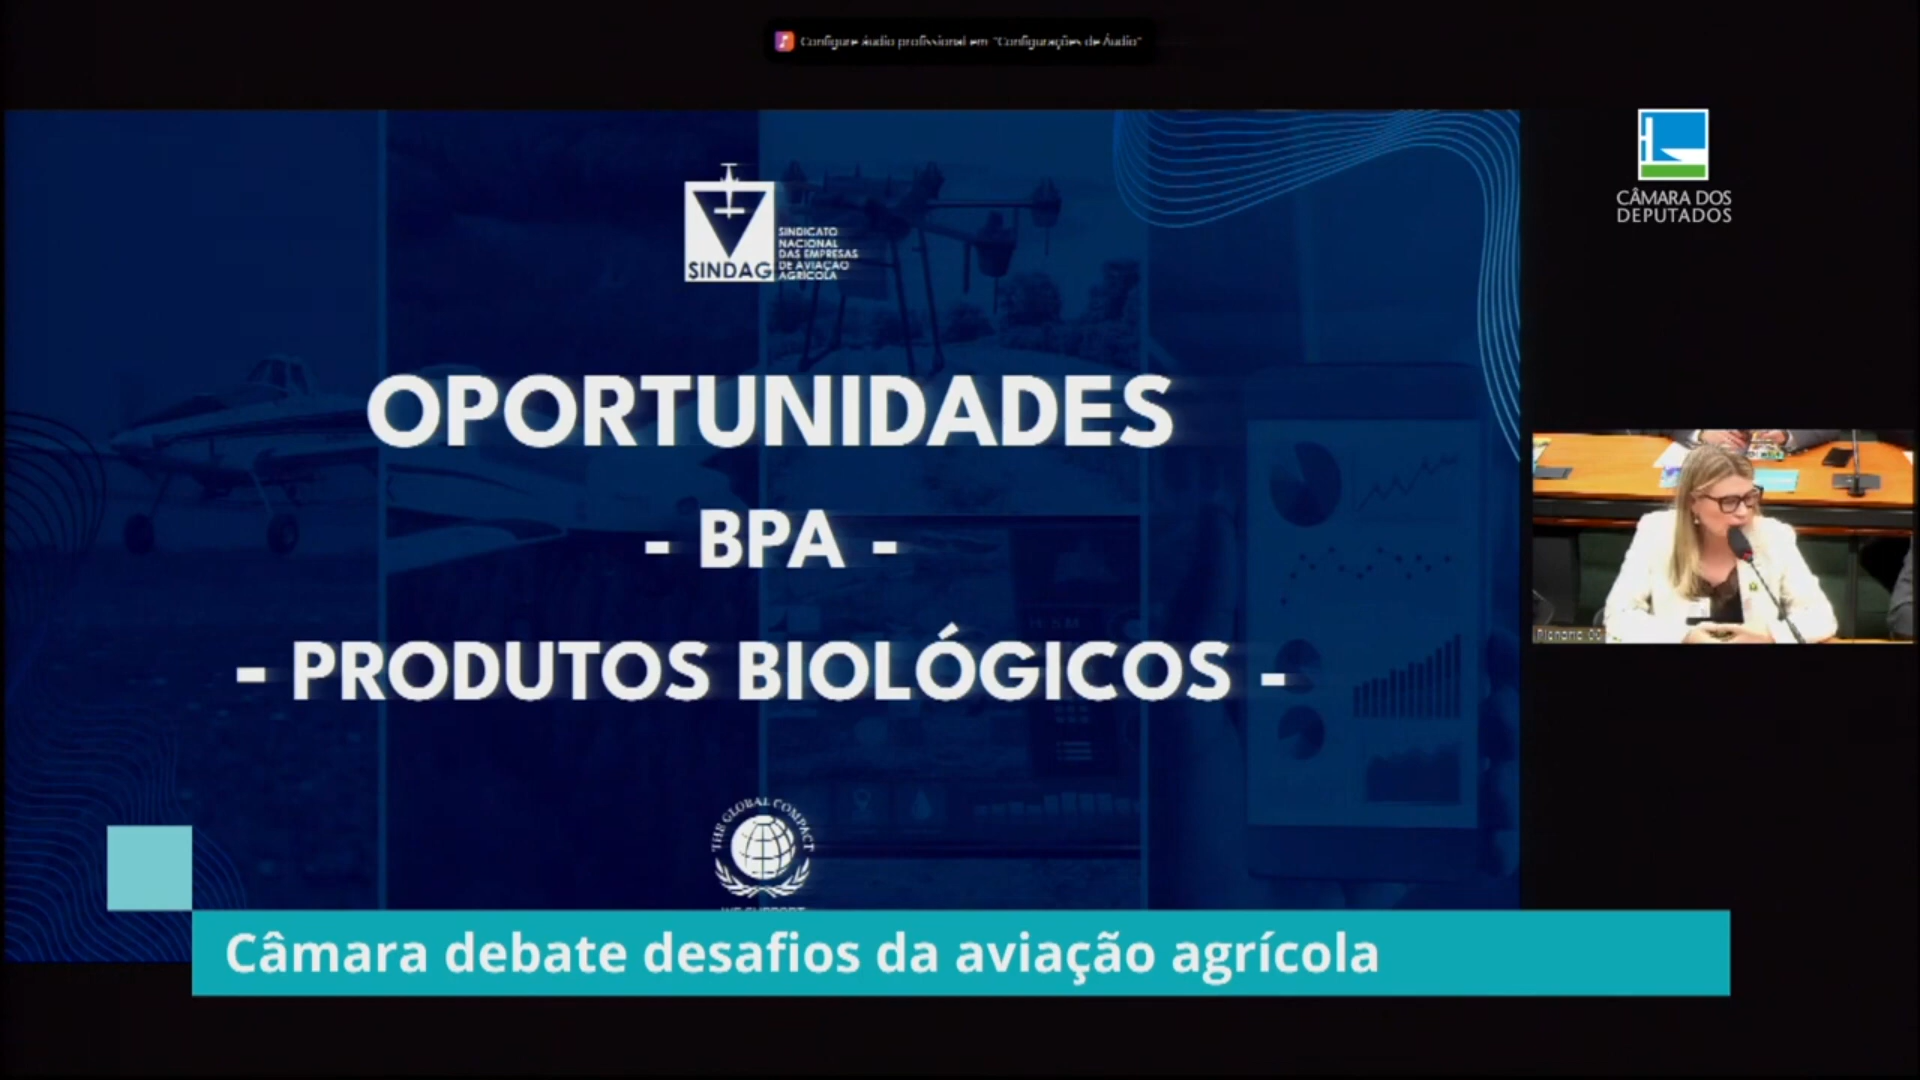 Configure áudio profissional em "Configurações de Áudio"
CÂMARA DOS
DEPUTADOS
SINDAG
SINDICATO
NACIONAL
DAS EMPRESAS
DE AVIAÇÃO
AGRÍCOLA
OPORTUNIDADES
- BPA -
- PRODUTOS BIOLÓGICOS -
THE GLOBAL COMPACT
Câmara debate desafios da aviação agrícola